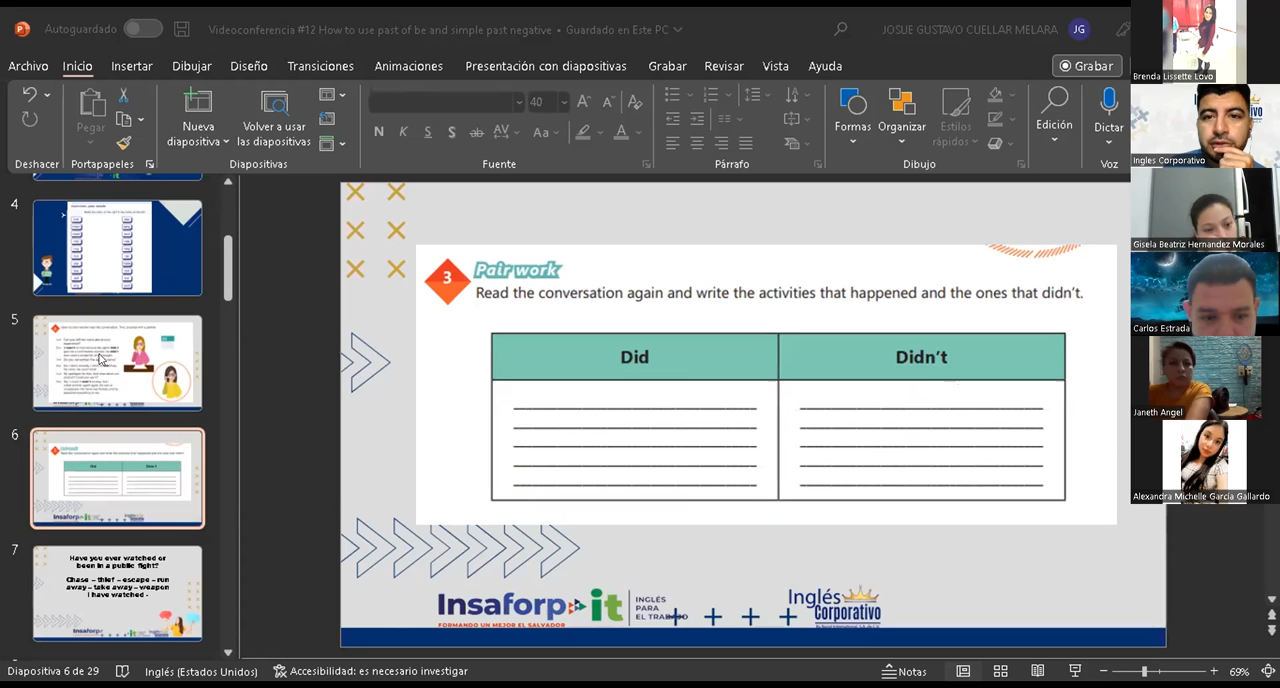 Autoguardado
Videoconferencia #12 How to use past of be and simple past negative • Guardado en Este PC
JOSUE GUSTAVO CUELLAR MELARA
JG
Archivo
Inicio
Insertar
Dibujar
Diseño
Transiciones
Animaciones
Presentación con diapositivas
Grabar
Revisar
Vista
Ayuda
Grabar
Pegar
Nueva
diapositiva
Volver a usar
las diapositivas
40
N K S S ab AV Aa A
Formas
Organizar
Estilos
rápidos
Edición
Dictar
Deshacer
Portapapeles
Diapositivas
Fuente
Párrafo
Dibujo
Voz
4
5
6
7
Have you ever watched or
been in a public fight?
Chase – thief – escape – run
away – take away – weapon
I have watched -
3
Pair work
Read the conversation again and write the activities that happened and the ones that didn't.
Did
Didn't
Insaforp it
FORMANDO UN MEJOR EL SALVADOR
INGLÉS
PARA
EL TRABAJO
Inglés
Corporativo
Brenda Lissette Lovo
Ingles Corporativo
Gisela Beatriz Hernandez Morales
Carlos Estrada
Janeth Angel
Alexandra Michelle García Gallardo
Diapositiva 6 de 29
Inglés (Estados Unidos)
Accesibilidad: es necesario investigar
Notas
69%